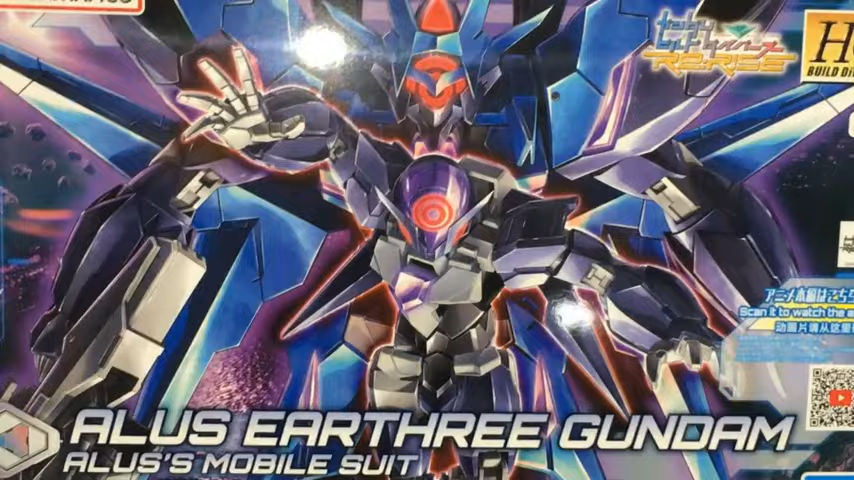 Re:RISE
HG
BUILD DI
アニメ本編はこちら
Scan it to watch the a
动画片请从这里
ALUS EARTHREE GUNDAM
ALUS'S MOBILE SUIT